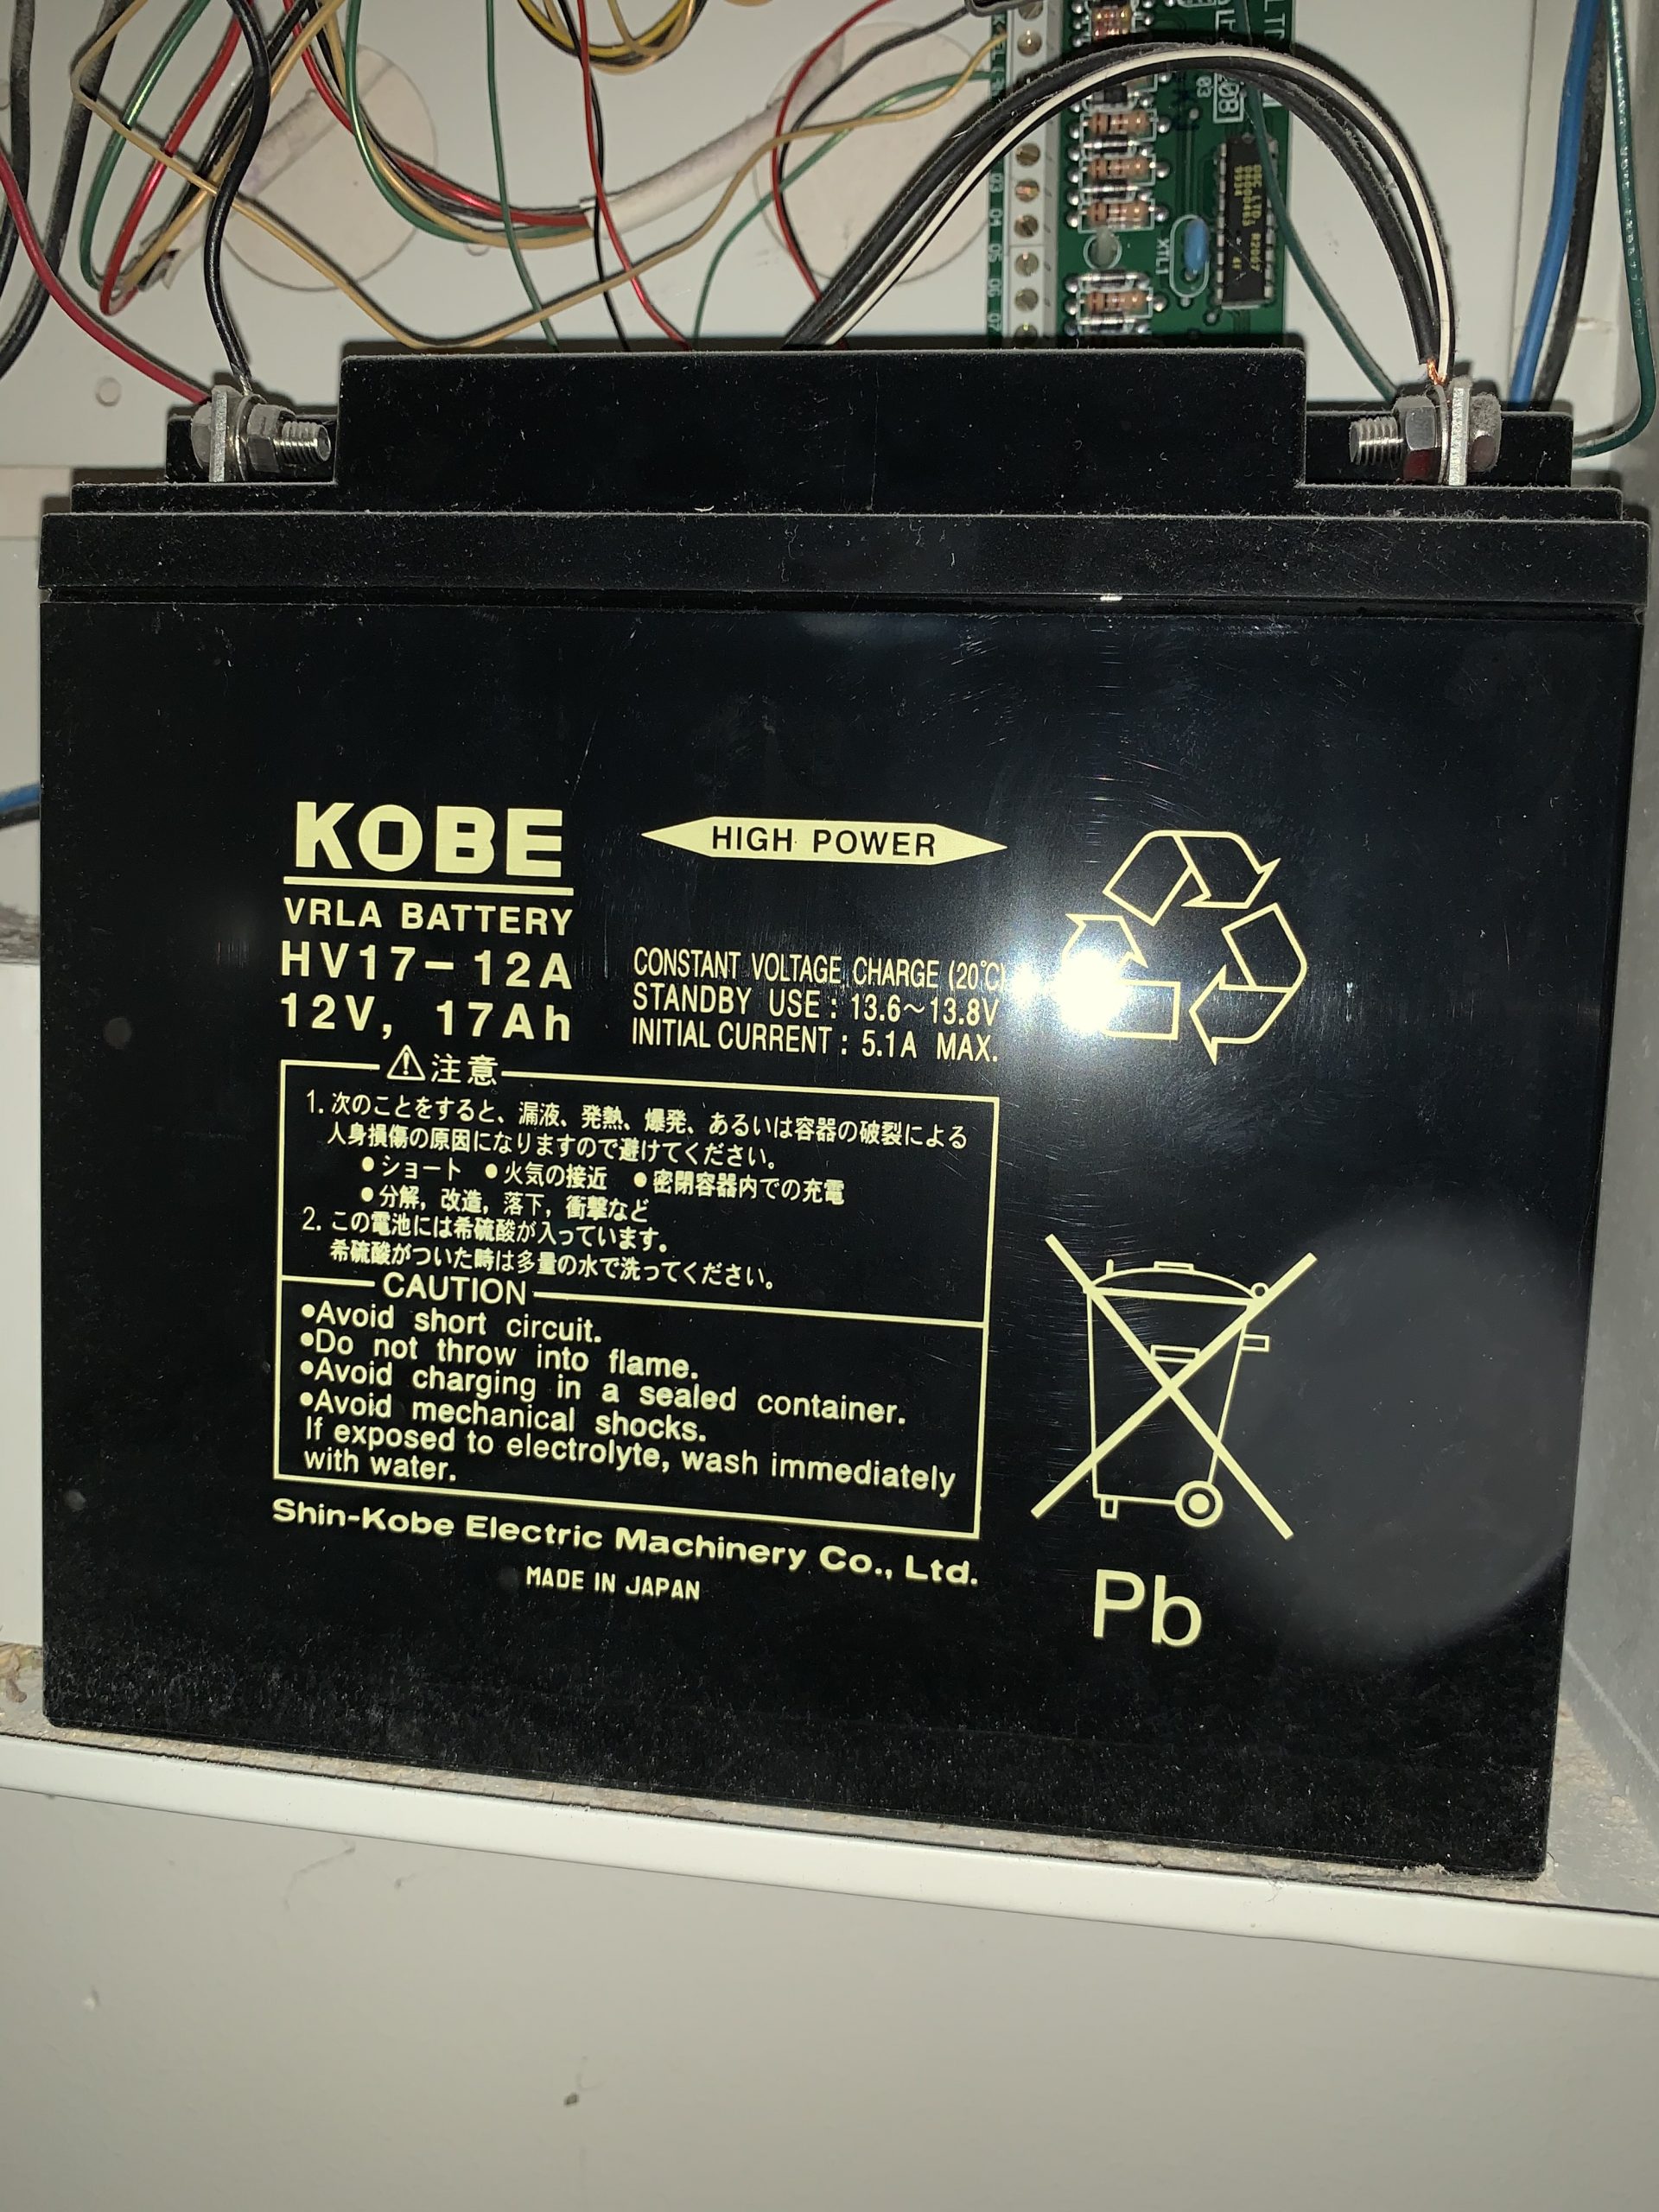 XTL1
KOBE
VRLA BATTERY
HV17-12A
12V, 17Ah
HIGH POWER
CONSTANT VOLTAGE CHARGE (20℃)
STANDBY USE : 13.6~13.8V
INITIAL CURRENT : 5.1A MAX.
注意
1. 次のことをすると、漏液、発熱、爆発、あるいは容器の破裂による
人身損傷の原因になりますので避けてください。
●ショート ●火気の接近 ●密閉容器内での充電
●分解, 改造, 落下, 衝撃など
2. この電池には希硫酸が入っています。
希硫酸がついた時は多量の水で洗ってください。
CAUTION
●Avoid short circuit.
●Do not throw into flame.
●Avoid charging in a sealed container.
●Avoid mechanical shocks.
If exposed to electrolyte, wash immediately
with water.
Shin-Kobe Electric Machinery Co., Ltd.
MADE IN JAPAN
Pb